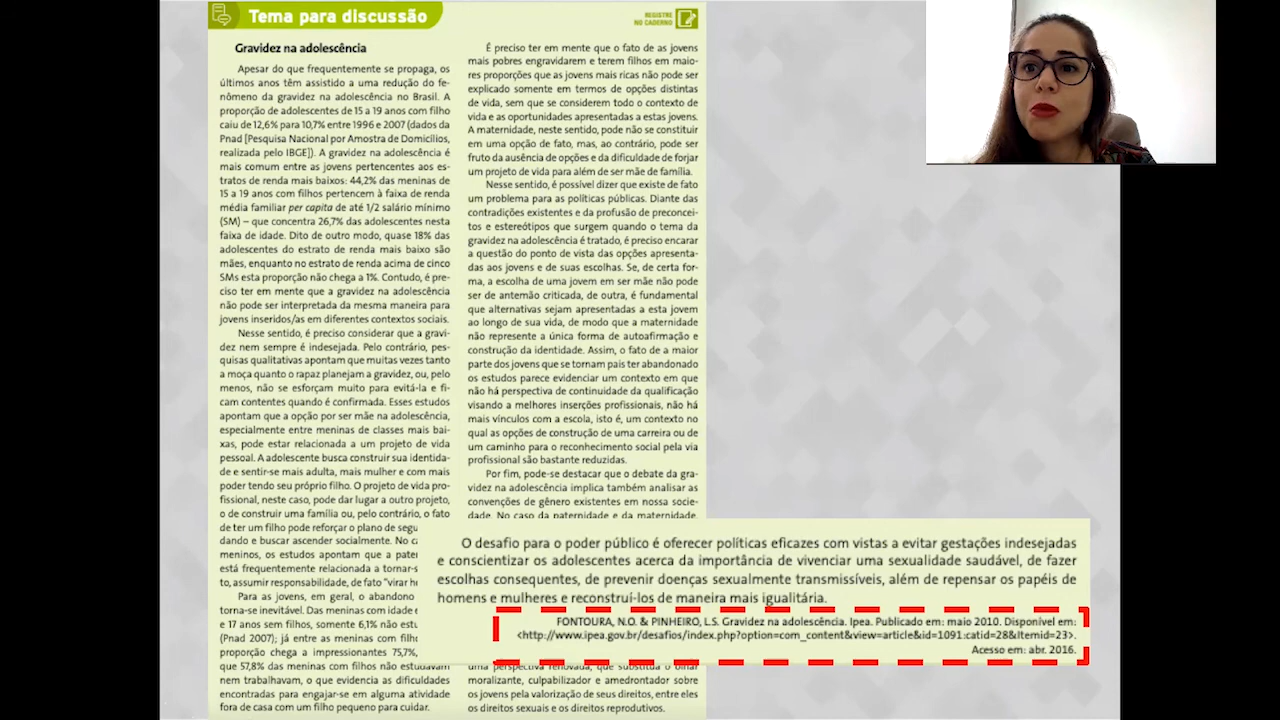 Tema para discussão
REGISTRE
NO CADERNO
Gravidez na adolescência
Apesar do que frequentemente se propaga, os
últimos anos têm assistido a uma redução do fe-
nômeno da gravidez na adolescência no Brasil. A
proporção de adolescentes de 15 a 19 anos com filho
caiu de 12,6% para 10,7% entre 1996 e 2007 (dados da
Pnad [Pesquisa Nacional por Amostra de Domicílios,
realizada pelo IBGE]). A gravidez na adolescência é
mais comum entre as jovens pertencentes aos es-
tratos de renda mais baixos: 44,2% das meninas de
15 a 19 anos com filhos pertencem à faixa de renda
média familiar per capita de até 1/2 salário mínimo
(SM) – que concentra 26,7% das adolescentes nesta
faixa de idade. Dito de outro modo, quase 18% das
adolescentes do estrato de renda mais baixo são
mães, enquanto no estrato de renda acima de cinco
SMs esta proporção não chega a 1%. Contudo, é pre-
ciso ter em mente que a gravidez na adolescência
não pode ser interpretada da mesma maneira para
jovens inseridos/as em diferentes contextos sociais.
Nesse sentido, é preciso considerar que a gravi-
dez nem sempre é indesejada. Pelo contrário, pes-
quisas qualitativas apontam que muitas vezes tanto
a moça quanto o rapaz planejam a gravidez, ou, pelo
menos, não se esforçam muito para evitá-la e fi-
cam contentes quando é confirmada. Esses estudos
apontam que a opção por ser mãe na adolescência,
especialmente entre meninas de classes mais bai-
xas, pode estar relacionada a um projeto de vida
pessoal. A adolescente busca construir sua identida-
de e sentir-se mais adulta, mais mulher e com mais
poder tendo seu próprio filho. O projeto de vida pro-
fissional, neste caso, pode dar lugar a outro projeto,
o de construir uma família ou, pelo contrário, o fato
de ter um filho pode reforçar o plano de segu
dando e buscar ascender socialmente. No ca
meninos, os estudos apontam que a pater
está frequentemente relacionada a tornar-s
to, assumir responsabilidade, de fato "virar h
Para as jovens, em geral, o abandono
torna-se inevitável. Das meninas com idade e
e 17 anos sem filhos, somente 6,1% não estu
(Pnad 2007); já entre as meninas com filh
proporção chega a impressionantes 75,7%,
que 57,8% das meninas com filhos não estudavam
nem trabalhavam, o que evidencia as dificuldades
encontradas para engajar-se em alguma atividade
fora de casa com um filho pequeno para cuidar.
É preciso ter em mente que o fato de as jovens
mais pobres engravidarem e terem filhos em maio-
res proporções que as jovens mais ricas não pode ser
explicado somente em termos de opções distintas
de vida, sem que se considerem todo o contexto de
vida e as oportunidades apresentadas a estas jovens.
A maternidade, neste sentido, pode não se constituir
em uma opção de fato, mas, ao contrário, pode ser
fruto da ausência de opções e da dificuldade de forjar
um projeto de vida para além de ser mãe de família.
Nesse sentido, é possível dizer que existe de fato
um problema para as políticas públicas. Diante das
contradições existentes e da profusão de preconcei-
tos e estereótipos que surgem quando o tema da
gravidez na adolescência é tratado, é preciso encarar
a questão do ponto de vista das opções apresenta-
das aos jovens e de suas escolhas. Se, de certa for-
ma, a escolha de uma jovem em ser mãe não pode
ser de antemão criticada, de outra, é fundamental
que alternativas sejam apresentadas a esta jovem
ao longo de sua vida, de modo que a maternidade
não represente a única forma de autoafirmação e
construção da identidade. Assim, o fato de a maior
parte dos jovens que se tornam pais ter abandonado
os estudos parece evidenciar um contexto em que
não há perspectiva de continuidade da qualificação
visando a melhores inserções profissionais, não há
mais vínculos com a escola, isto é, um contexto no
qual as opções de construção de uma carreira ou de
um caminho para o reconhecimento social pela via
profissional são bastante reduzidas.
Por fim, pode-se destacar que o debate da gra-
videz na adolescência implica também analisar as
convenções de gênero existentes em nossa socie-
dade. No caso da paternidade e da maternidade,
O desafio para o poder público é oferecer políticas eficazes com vistas a evitar gestações indesejadas
e conscientizar os adolescentes acerca da importância de vivenciar uma sexualidade saudável, de fazer
escolhas consequentes, de prevenir doenças sexualmente transmissíveis, além de repensar os papéis de
homens e mulheres e reconstruí-los de maneira mais igualitária.
FONTOURA, N.O. & PINHEIRO, L.S. Gravidez na adolescência. Ipea. Publicado em: maio 2010. Disponível em:
<http://www.ipea.gov.br/desafios/index.php?option=com_content&view=article&id=1091:catid=28&Itemid=23>.
Acesso em: abr. 2016.
uma perspectiva renovada, que substitua o olhar
moralizante, culpabilizador e amedrontador sobre
os jovens pela valorização de seus direitos, entre eles
os direitos sexuais e os direitos reprodutivos.